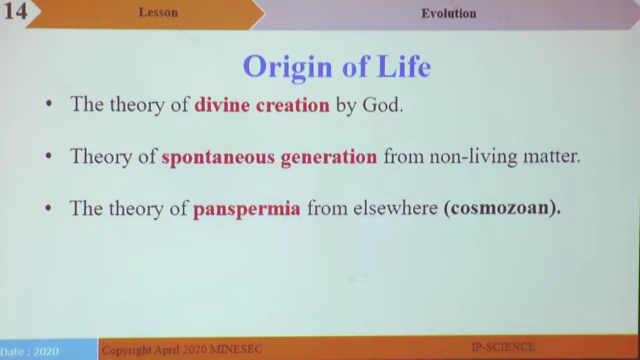 14
Lesson
Evolution
Origin of Life
• The theory of divine creation by God.
• Theory of spontaneous generation from non-living matter.
• The theory of panspermia from elsewhere (cosmozoan).
Date : 2020
Copyright April 2020 MINESEC
IP-SCIENCE